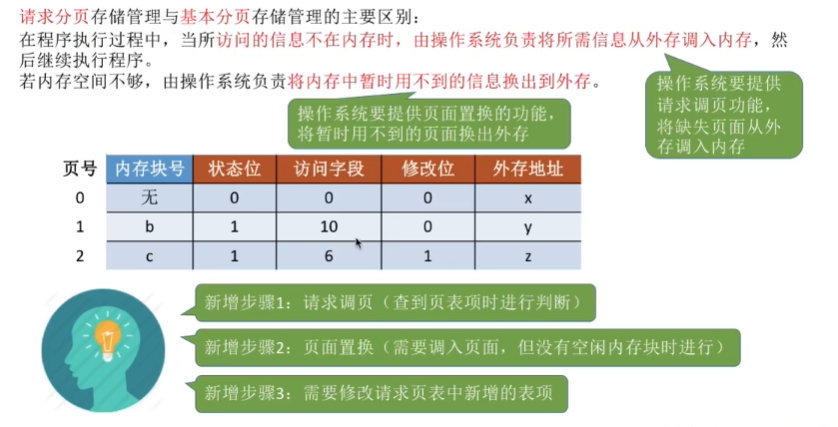 请求分页存储管理与基本分页存储管理的主要区别：
在程序执行过程中，当所访问的信息不在内存时，由操作系统负责将所需信息从外存调入内存，然
后继续执行程序。
若内存空间不够，由操作系统负责将内存中暂时用不到的信息换出到外存。
操作系统要提供
请求调页功能，
将缺失页面从外
存调入内存
操作系统要提供页面置换的功能，
将暂时用不到的页面换出外存
页号 内存块号 状态位 访问字段 修改位 外存地址
0 无 0 0 0 x
1 b 1 10 0 y
2 c 1 6 1 z
新增步骤1：请求调页（查到页表项时进行判断）
新增步骤2：页面置换（需要调入页面，但没有空闲内存块时进行）
新增步骤3：需要修改请求页表中新增的表项